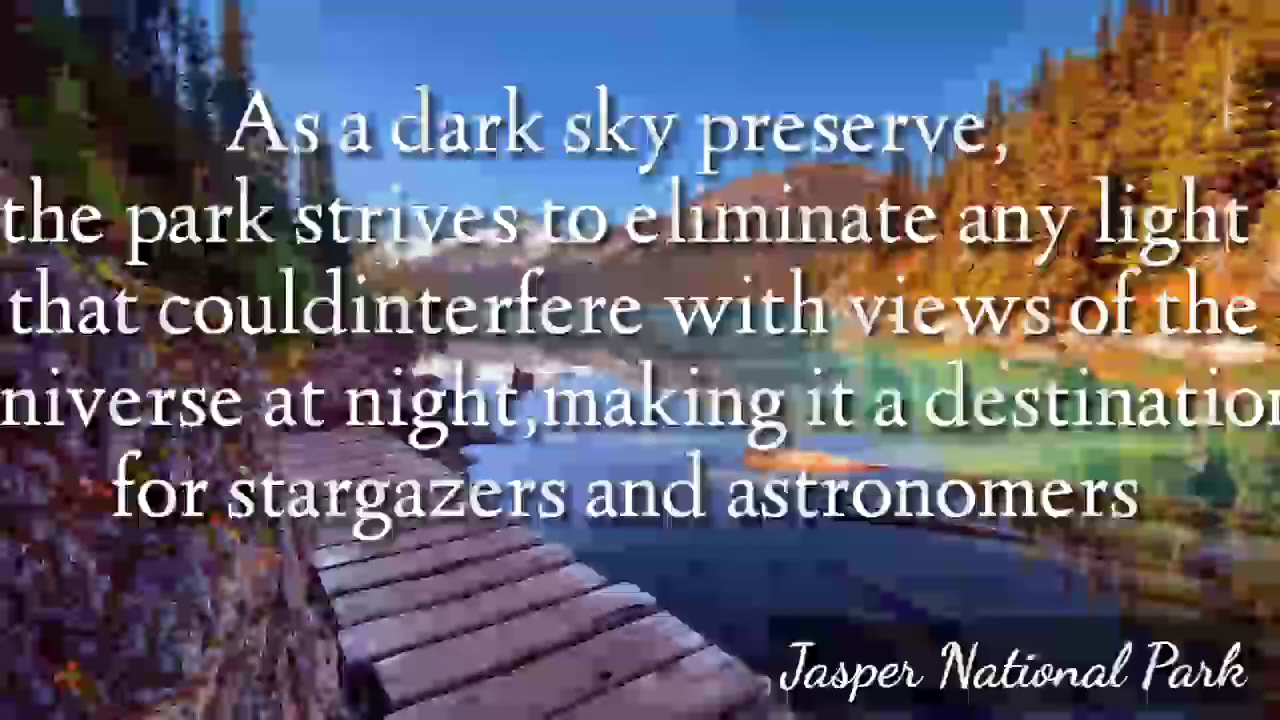 As a dark sky preserve,
the park strives to eliminate any light
that couldinterfere with views of the
niverse at night,making it a destination
for stargazers and astronomers
Jasper National Park